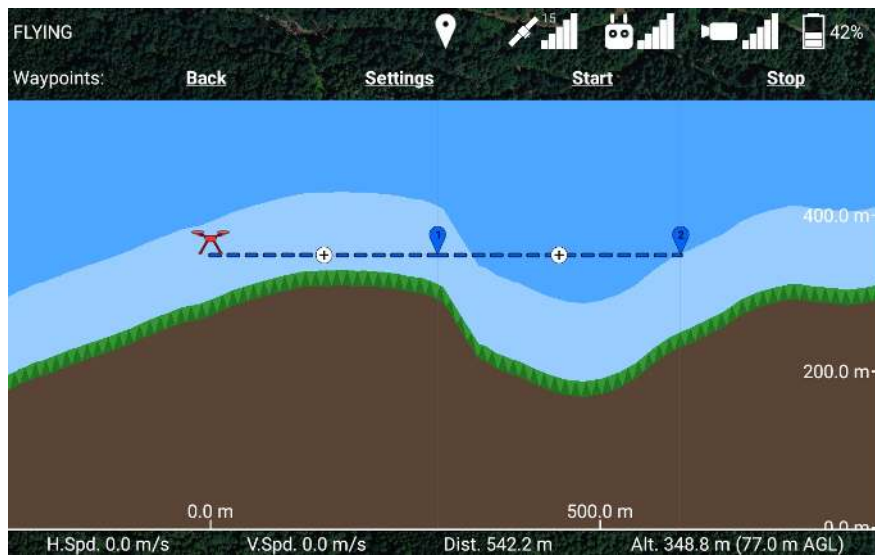 FLYING 15 42%
Waypoints: Back Settings Start Stop
400.0 m
1 2
200.0 m
0.0 m 500.0 m 0.0 m
H.Spd. 0.0 m/s V.Spd. 0.0 m/s Dist. 542.2 m Alt. 348.8 m (77.0 m AGL)